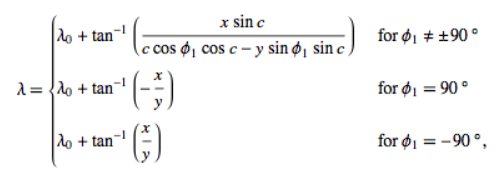 λ = { λ₀ + tan⁻¹ ( x sin c / (c cos ϕ₁ cos c − y sin ϕ₁ sin c) ) for ϕ₁ ≠ ±90 °
λ₀ + tan⁻¹ ( − x / y ) for ϕ₁ = 90 °
λ₀ + tan⁻¹ ( x / y ) for ϕ₁ = −90 °,